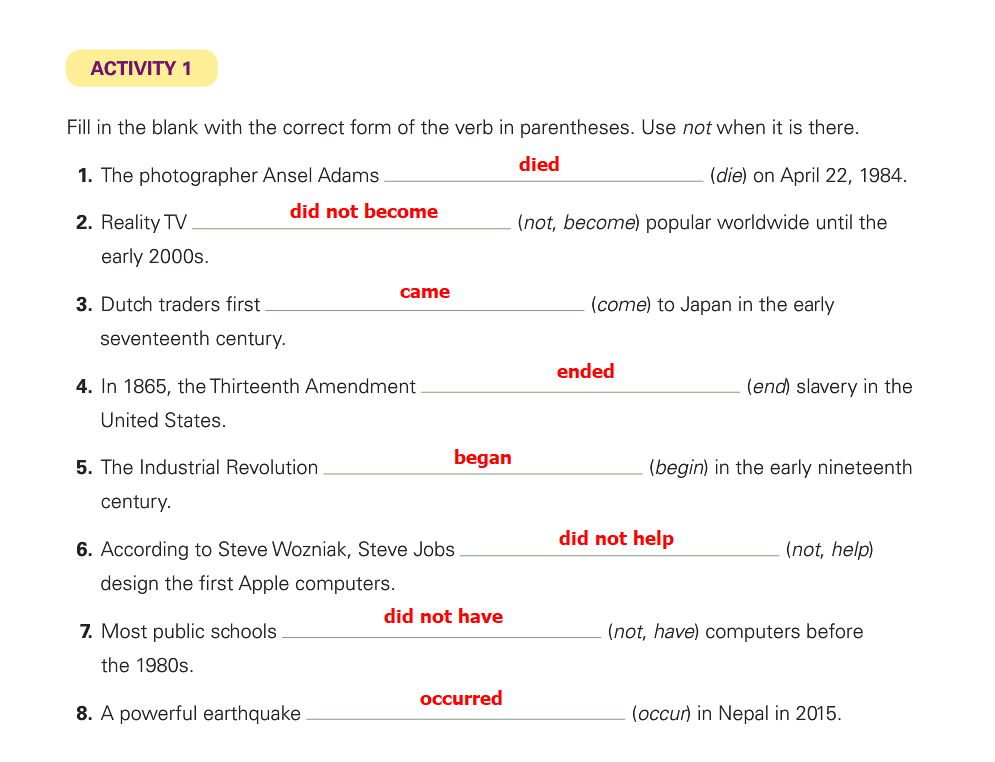 ACTIVITY 1
Fill in the blank with the correct form of the verb in parentheses. Use not when it is there.
1. The photographer Ansel Adams died (die) on April 22, 1984.
2. Reality TV did not become (not, become) popular worldwide until the
early 2000s.
3. Dutch traders first came (come) to Japan in the early
seventeenth century.
4. In 1865, the Thirteenth Amendment ended (end) slavery in the
United States.
5. The Industrial Revolution began (begin) in the early nineteenth
century.
6. According to Steve Wozniak, Steve Jobs did not help (not, help)
design the first Apple computers.
7. Most public schools did not have (not, have) computers before
the 1980s.
8. A powerful earthquake occurred (occur) in Nepal in 2015.